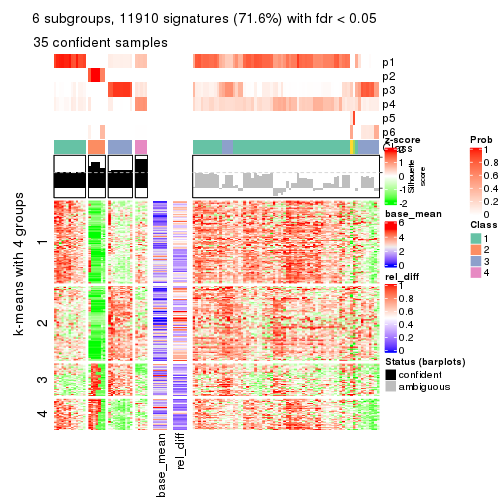 6 subgroups, 11910 signatures (71.6%) with fdr < 0.05
35 confident samples
p1
p2
p3
p4
p5
p6
Class
1
0.5
0
Silhouette
score
k-means with 4 groups
1
2
3
4
base_mean
rel_diff
z-score
2
1
0
-1
-2
base_mean
6
4
2
0
rel_diff
1
0.8
0.6
0.4
0.2
0
Status (barplots)
confident
ambiguous
Prob
1
0.8
0.6
0.4
0.2
0
Class
1
2
3
4